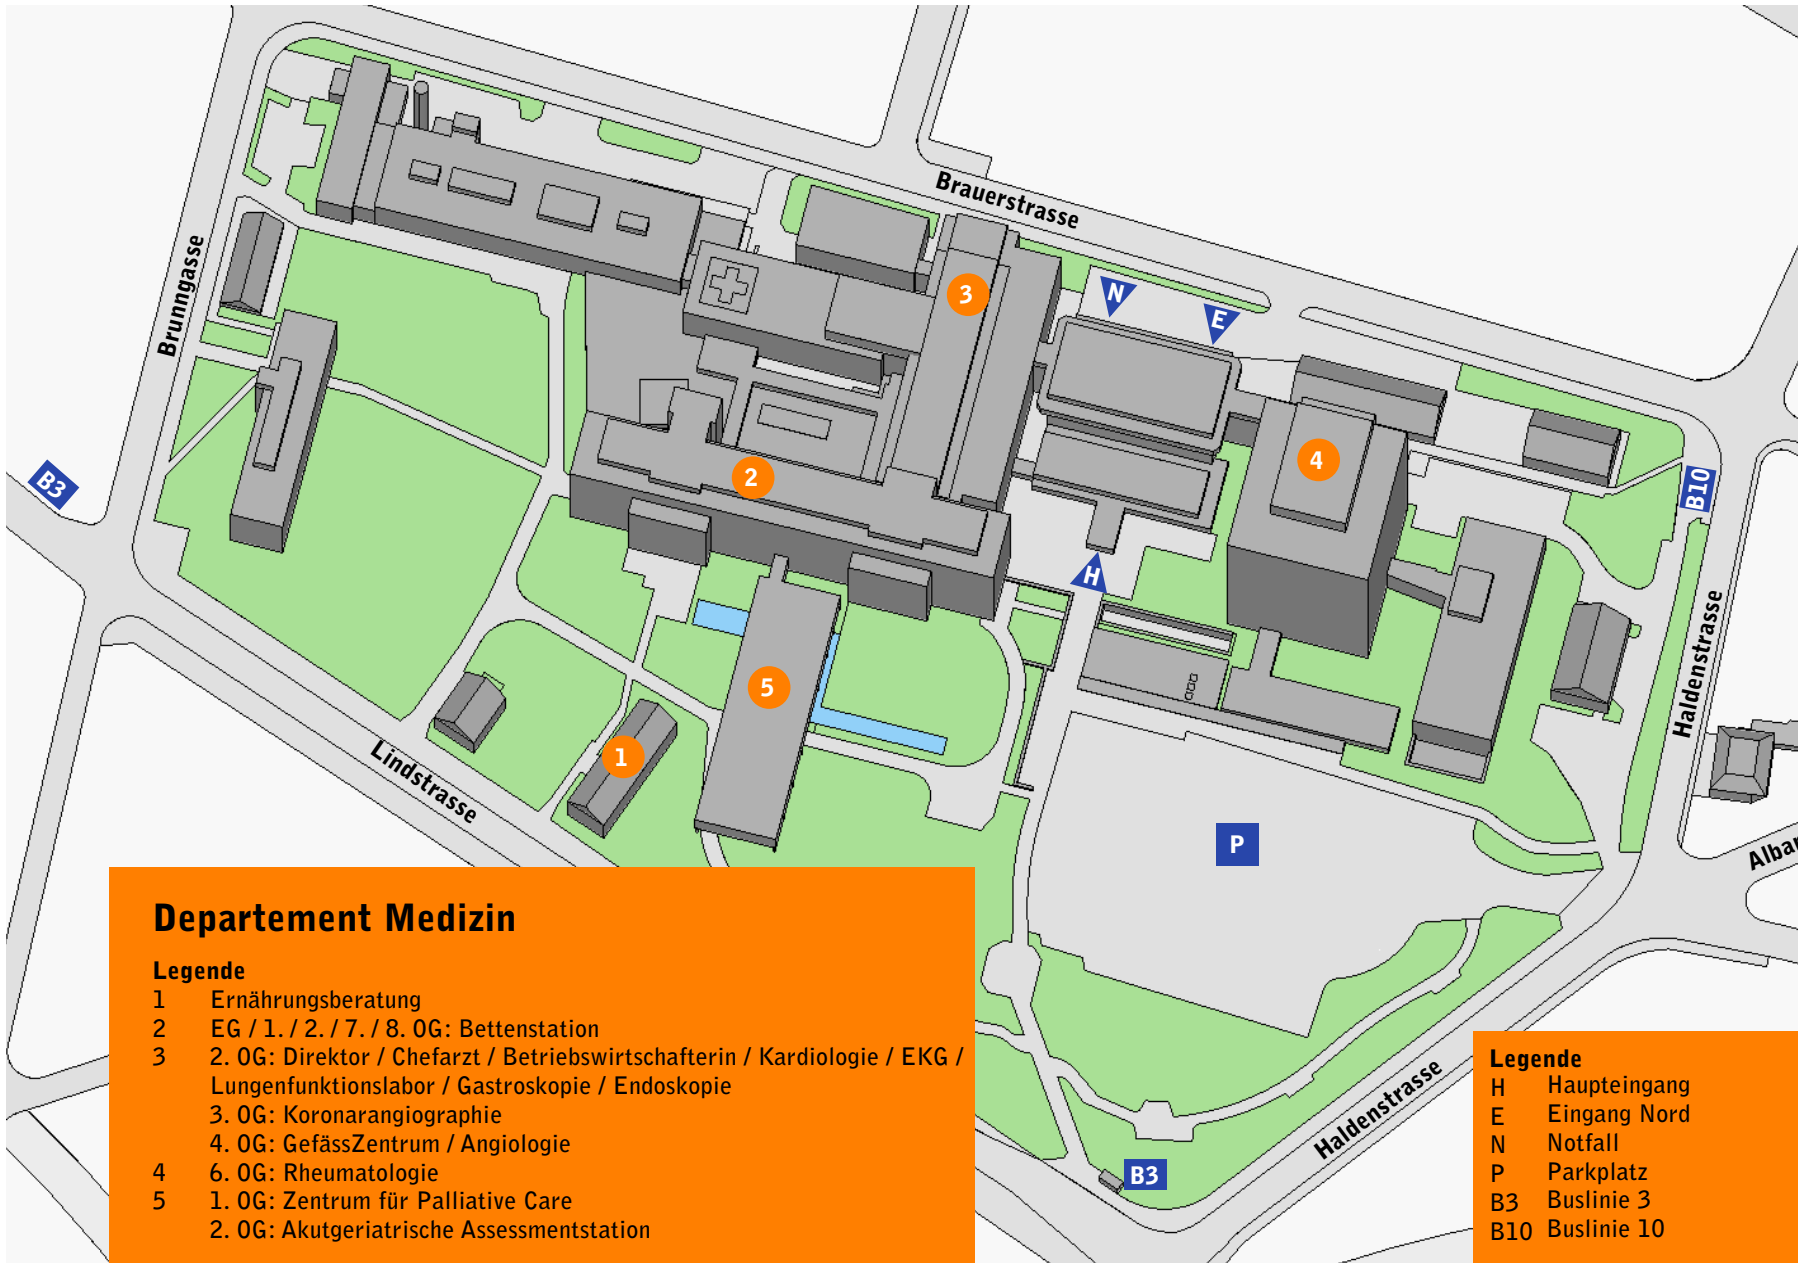 Brauerstrasse
N
E
3
Brunngasse
4
2
B3
B10
H
Haldenstrasse
5
1
Lindstrasse
P
Departement Medizin
Legende
1 Ernährungsberatung
2 EG / 1. / 2. / 7. / 8. OG: Bettenstation
3 2. OG: Direktor / Chefarzt / Betriebswirtschafterin / Kardiologie / EKG /
Lungenfunktionslabor / Gastroskopie / Endoskopie
3. OG: Koronarangiographie
4. OG: GefässZentrum / Angiologie
4 6. OG: Rheumatologie
5 1. OG: Zentrum für Palliative Care
2. OG: Akutgeriatrische Assessmentstation
Haldenstrasse
B3
Legende
H Haupteingang
E Eingang Nord
N Notfall
P Parkplatz
B3 Buslinie 3
B10 Buslinie 10